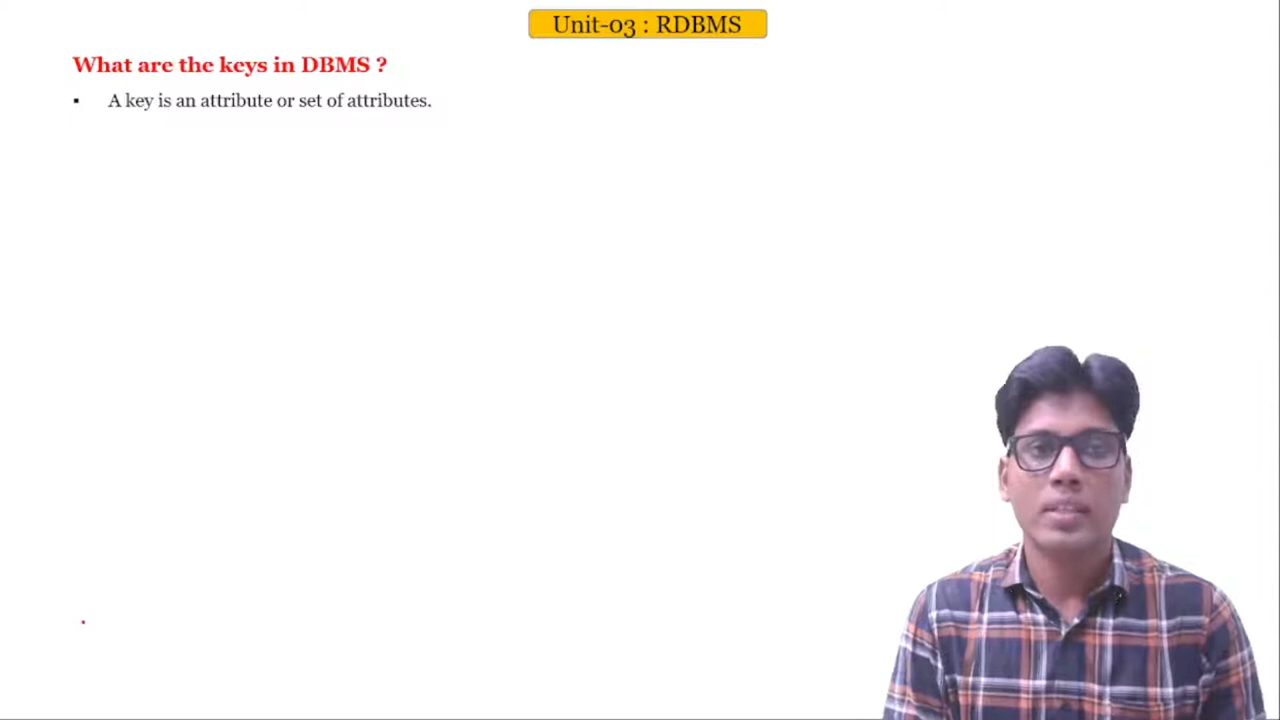 Unit-03 : RDBMS
What are the keys in DBMS ?
▪ A key is an attribute or set of attributes.